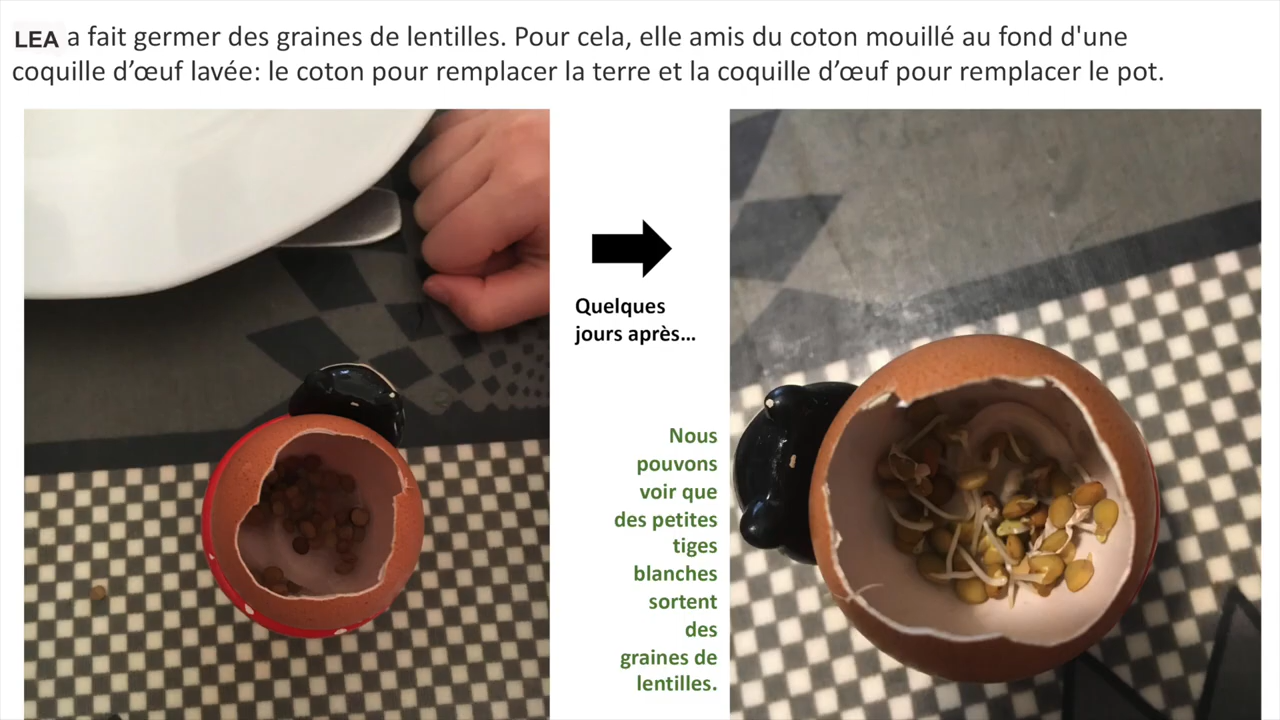 LEA a fait germer des graines de lentilles. Pour cela, elle amis du coton mouillé au fond d'une
coquille d’œuf lavée: le coton pour remplacer la terre et la coquille d’œuf pour remplacer le pot.
Quelques
jours après…
Nous
pouvons
voir que
des petites
tiges
blanches
sortent
des
graines de
lentilles.